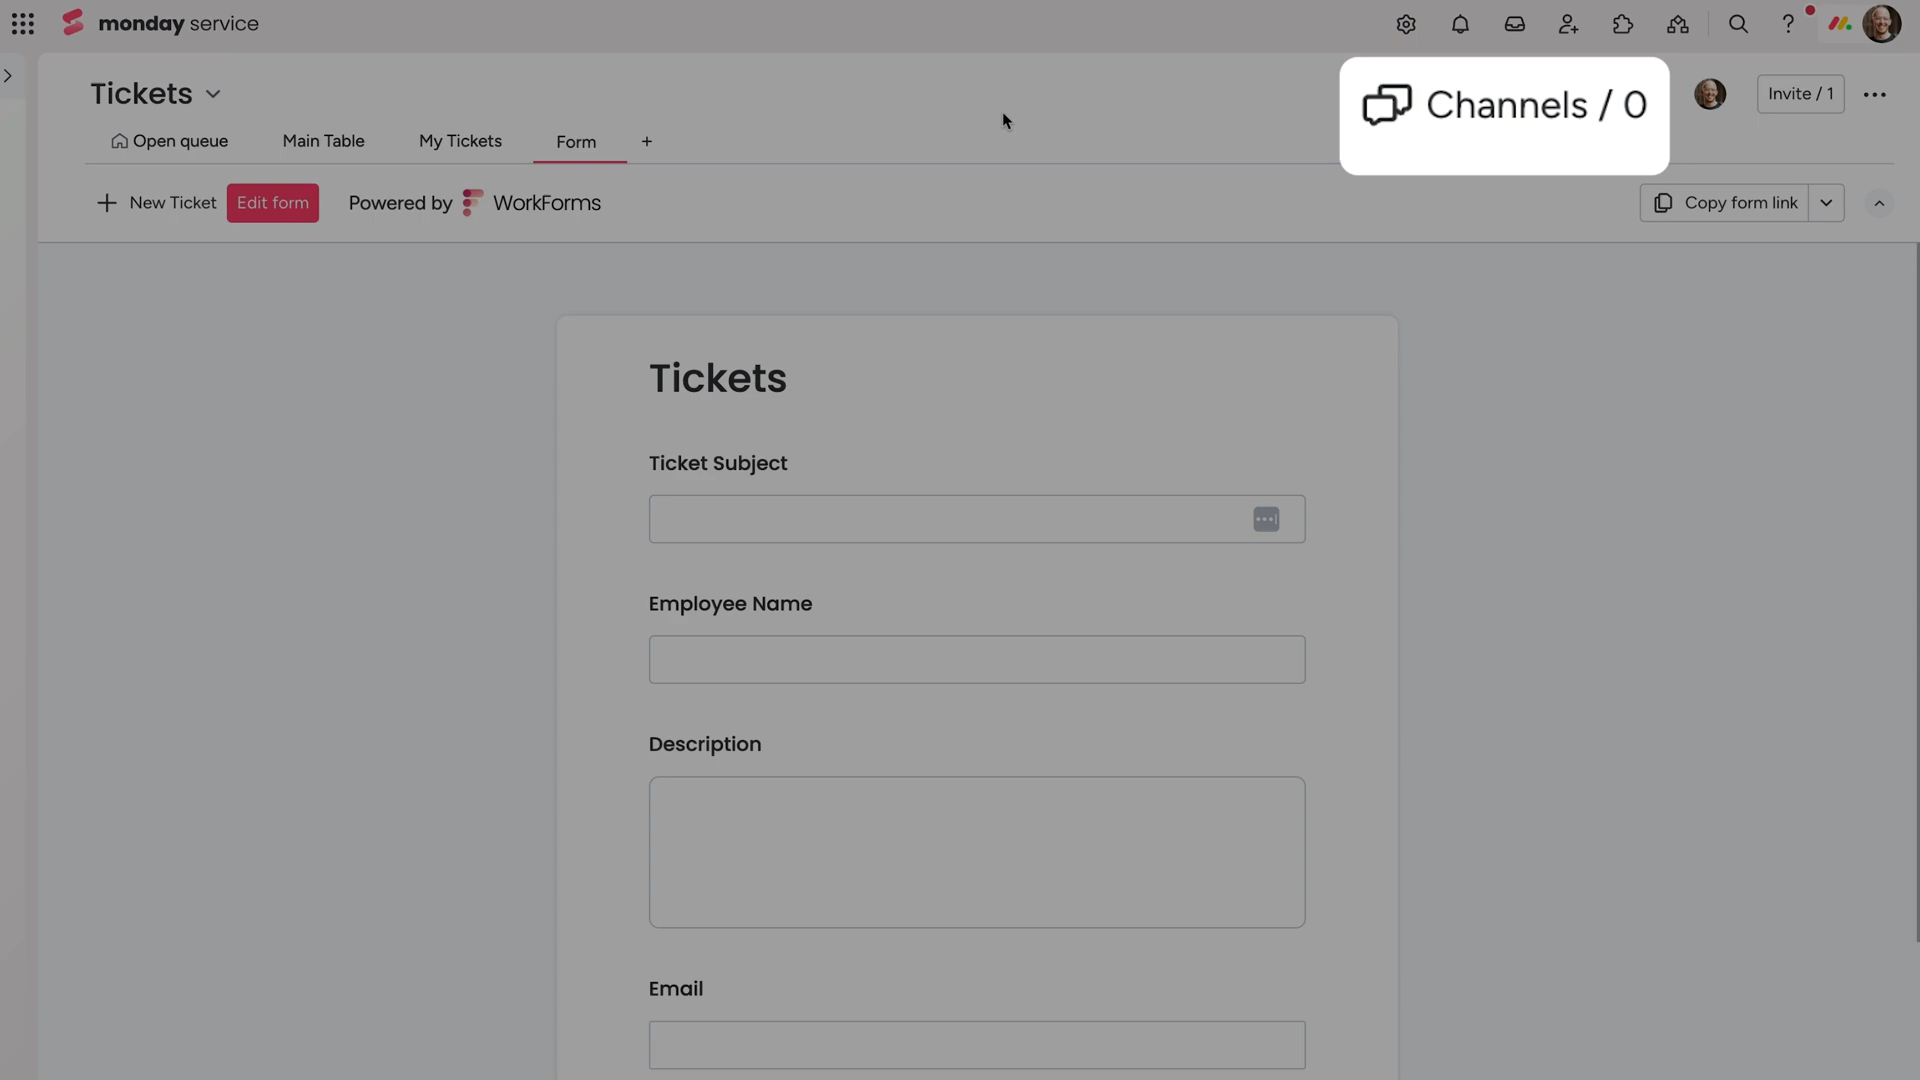 monday service
Tickets
Channels / 0
Invite / 1
Open queue
Main Table
My Tickets
Form
+
New Ticket
Edit form
Powered by WorkForms
Copy form link
Tickets
Ticket Subject
Employee Name
Description
Email